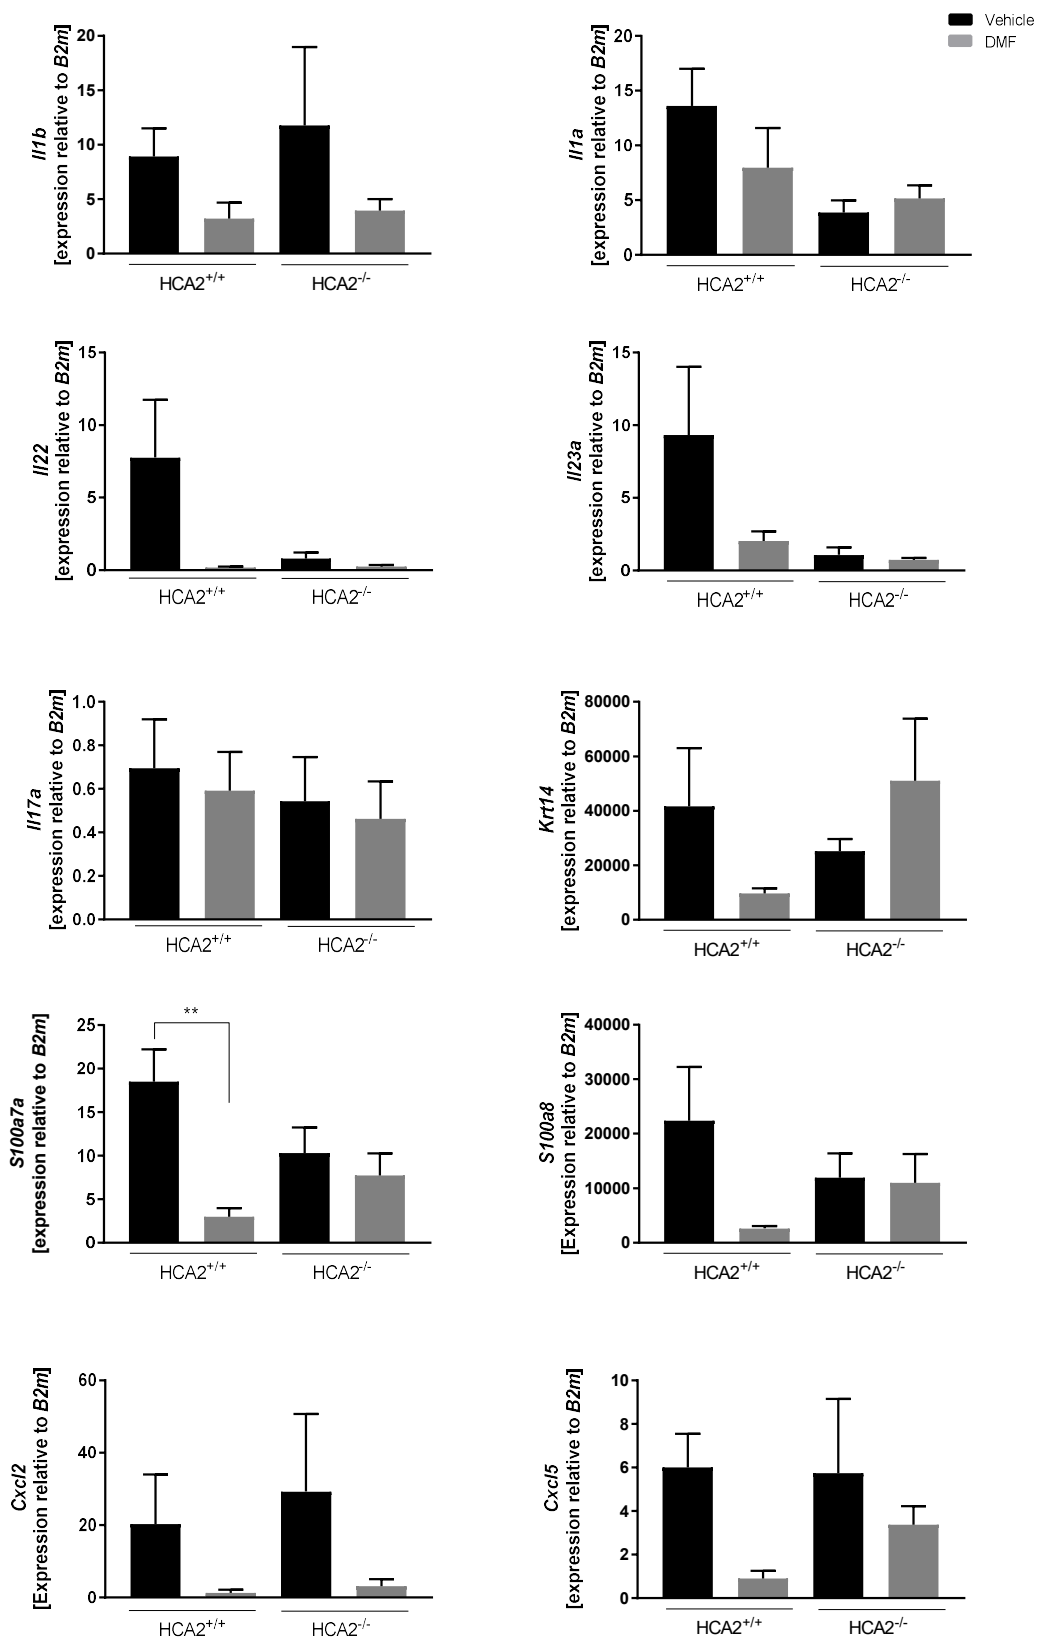 Vehicle
DMF
Il1b
[expression relative to B2m]
20
15
10
5
0
HCA2+/+
HCA2-/-
Il1a
[expression relative to B2m]
20
15
10
5
0
HCA2+/+
HCA2-/-
Il22
[expression relative to B2m]
15
10
5
0
HCA2+/+
HCA2-/-
Il23a
[expression relative to B2m]
15
10
5
0
HCA2+/+
HCA2-/-
Il17a
[expression relative to B2m]
1.0
0.8
0.6
0.4
0.2
0.0
HCA2+/+
HCA2-/-
Krt14
[expression relative to B2m]
80000
60000
40000
20000
0
HCA2+/+
HCA2-/-
S100a7a
[expression relative to B2m]
25
20
15
10
5
0
**
HCA2+/+
HCA2-/-
S100a8
[Expression relative to B2m]
40000
30000
20000
10000
0
HCA2+/+
HCA2-/-
Cxcl2
[Expression relative to B2m]
60
40
20
0
HCA2+/+
HCA2-/-
Cxcl5
[expression relative to B2m]
10
8
6
4
2
0
HCA2+/+
HCA2-/-